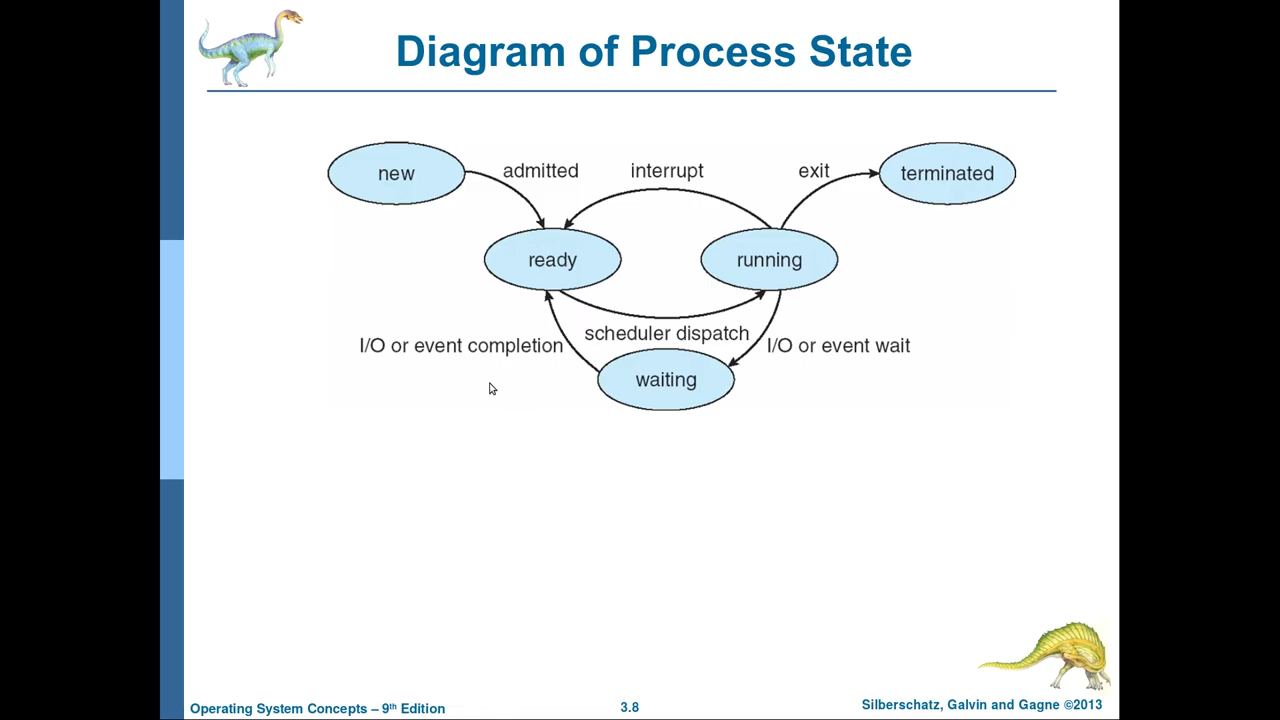 Diagram of Process State
new
admitted
interrupt
exit
terminated
ready
running
scheduler dispatch
I/O or event completion
I/O or event wait
waiting
Operating System Concepts – 9th Edition
3.8
Silberschatz, Galvin and Gagne ©2013